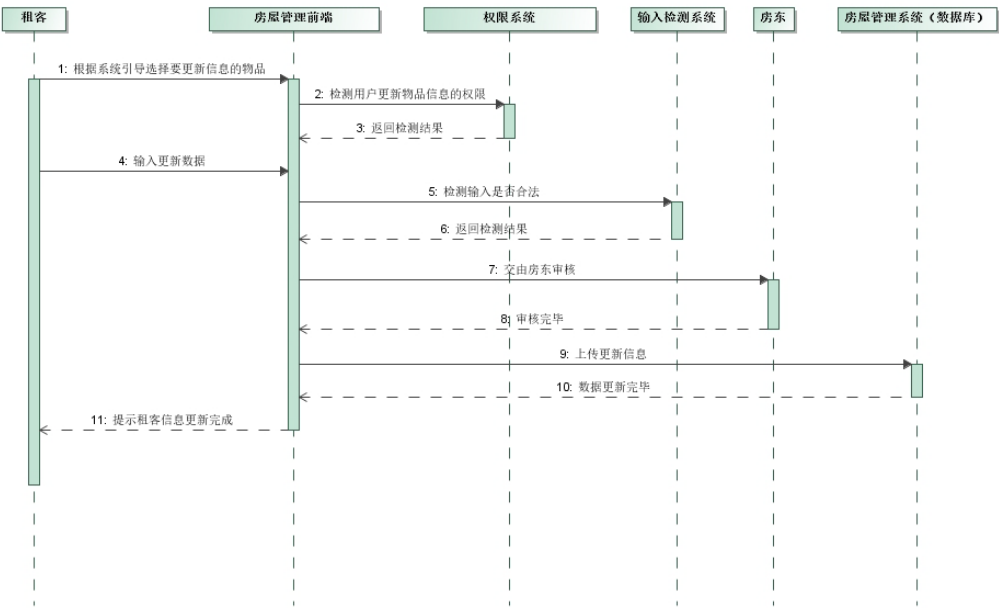 租客
房屋管理前端
权限系统
输入检测系统
房东
房屋管理系统（数据库）
1: 根据系统引导选择要更新信息的物品
2: 检测用户更新物品信息的权限
3: 返回检测结果
4: 输入更新数据
5: 检测输入是否合法
6: 返回检测结果
7: 交由房东审核
8: 审核完毕
9: 上传更新信息
10: 数据更新完毕
11: 提示租客信息更新完成